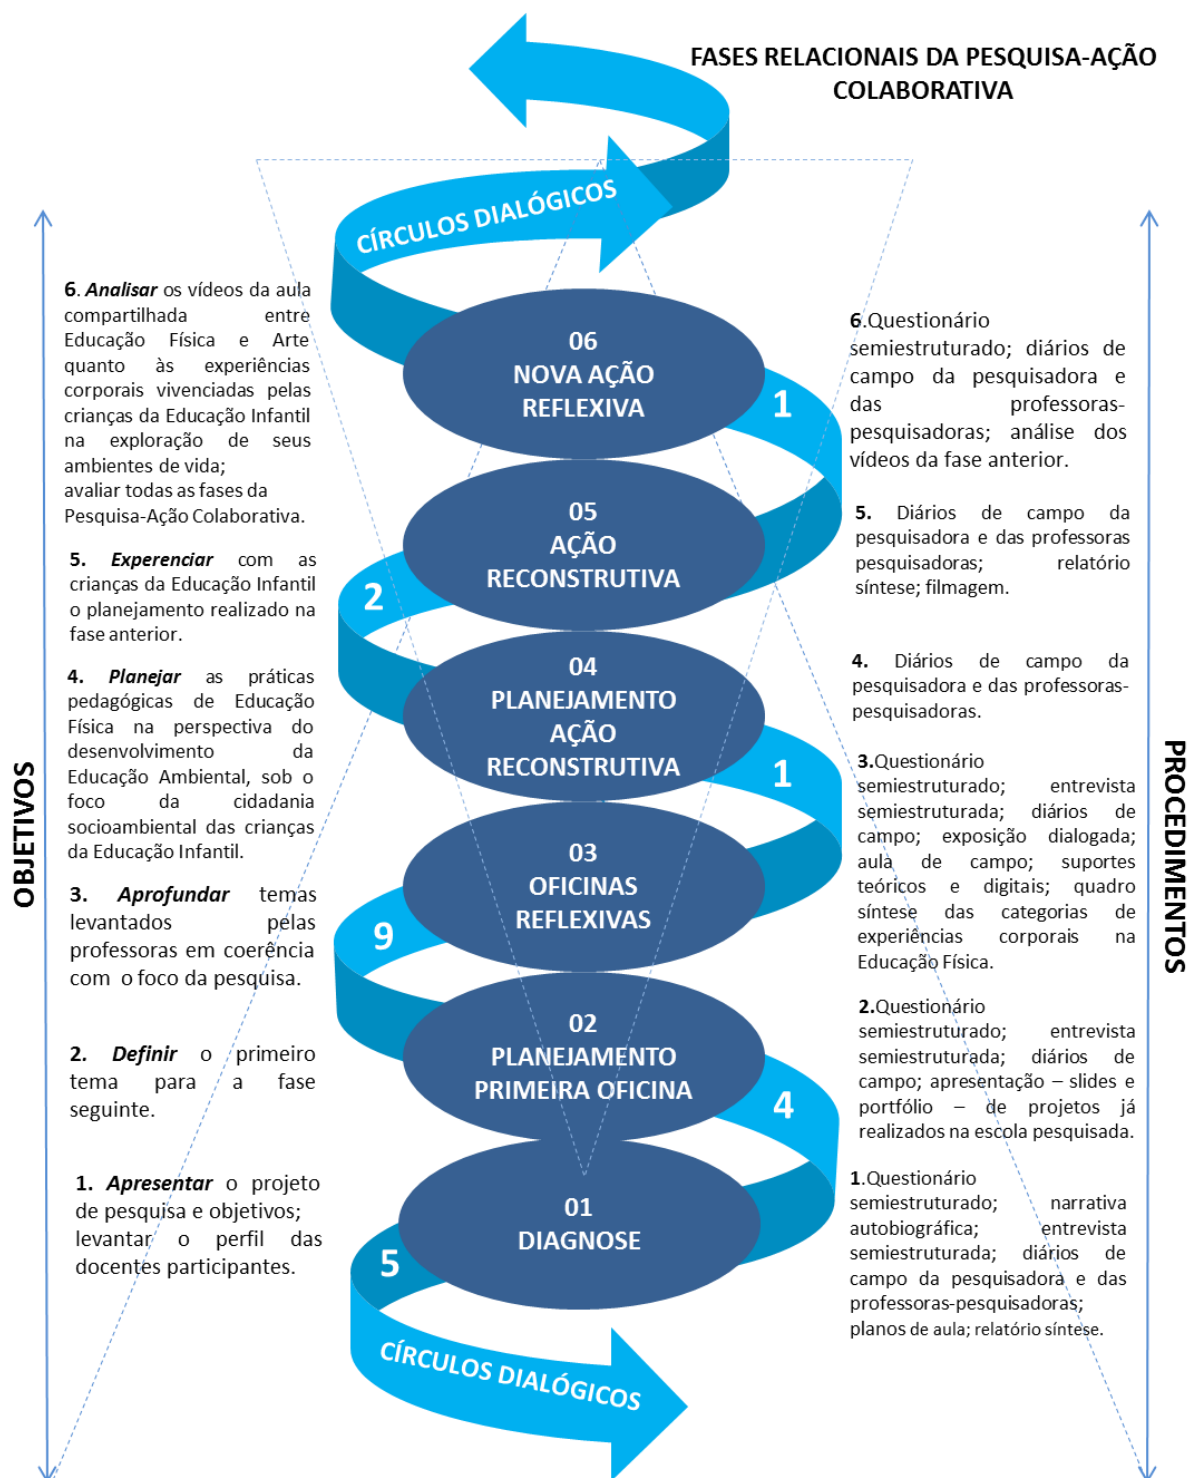 FASES RELACIONAIS DA PESQUISA-AÇÃO
COLABORATIVA
CÍRCULOS DIALÓGICOS
OBJETIVOS
6. Analisar os vídeos da aula
compartilhada entre
Educação Física e Arte
quanto às experiências
corporais vivenciadas pelas
crianças da Educação Infantil
na exploração de seus
ambientes de vida;
avaliar todas as fases da
Pesquisa-Ação Colaborativa.
5. Experenciar com as
crianças da Educação Infantil
o planejamento realizado na
fase anterior.
4. Planejar as práticas
pedagógicas de Educação
Física na perspectiva do
desenvolvimento da
Educação Ambiental, sob o
foco da cidadania
socioambiental das crianças
da Educação Infantil.
3. Aprofundar temas
levantados pelas
professoras em coerência
com o foco da pesquisa.
2. Definir o primeiro
tema para a fase
seguinte.
1. Apresentar o projeto
de pesquisa e objetivos;
levantar o perfil das
docentes participantes.
06
NOVA AÇÃO
REFLEXIVA
1
05
AÇÃO
RECONSTRUTIVA
2
04
PLANEJAMENTO
AÇÃO
RECONSTRUTIVA
1
03
OFICINAS
REFLEXIVAS
9
02
PLANEJAMENTO
PRIMEIRA OFICINA
4
01
DIAGNOSE
5
CÍRCULOS DIALÓGICOS
6.Questionário
semiestruturado; diários de
campo da pesquisadora e
das professoras-
pesquisadoras; análise dos
vídeos da fase anterior.
5. Diários de campo da
pesquisadora e das professoras
pesquisadoras; relatório
síntese; filmagem.
4. Diários de campo da
pesquisadora e das professoras-
pesquisadoras.
3.Questionário
semiestruturado; entrevista
semiestruturada; diários de
campo; exposição dialogada;
aula de campo; suportes
teóricos e digitais; quadro
síntese das categorias de
experiências corporais na
Educação Física.
2.Questionário
semiestruturado; entrevista
semiestruturada; diários de
campo; apresentação – slides e
portfólio – de projetos já
realizados na escola pesquisada.
1.Questionário
semiestruturado; narrativa
autobiográfica; entrevista
semiestruturada; diários de
campo da pesquisadora e das
professoras-pesquisadoras;
planos de aula; relatório síntese.
PROCEDIMENTOS